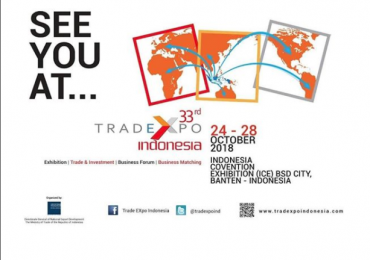 SEE
YOU
AT...
33rd
TRADE XPO
indonesia
Exhibition | Trade & Investment | Business Forum | Business Matching
24 - 28
OCTOBER
2018
INDONESIA
COVENTION
EXHIBITION (ICE) BSD CITY,
BANTEN - INDONESIA
Trade EXpo Indonesia
@tradexpoind
www.tradexpoindonesia.com